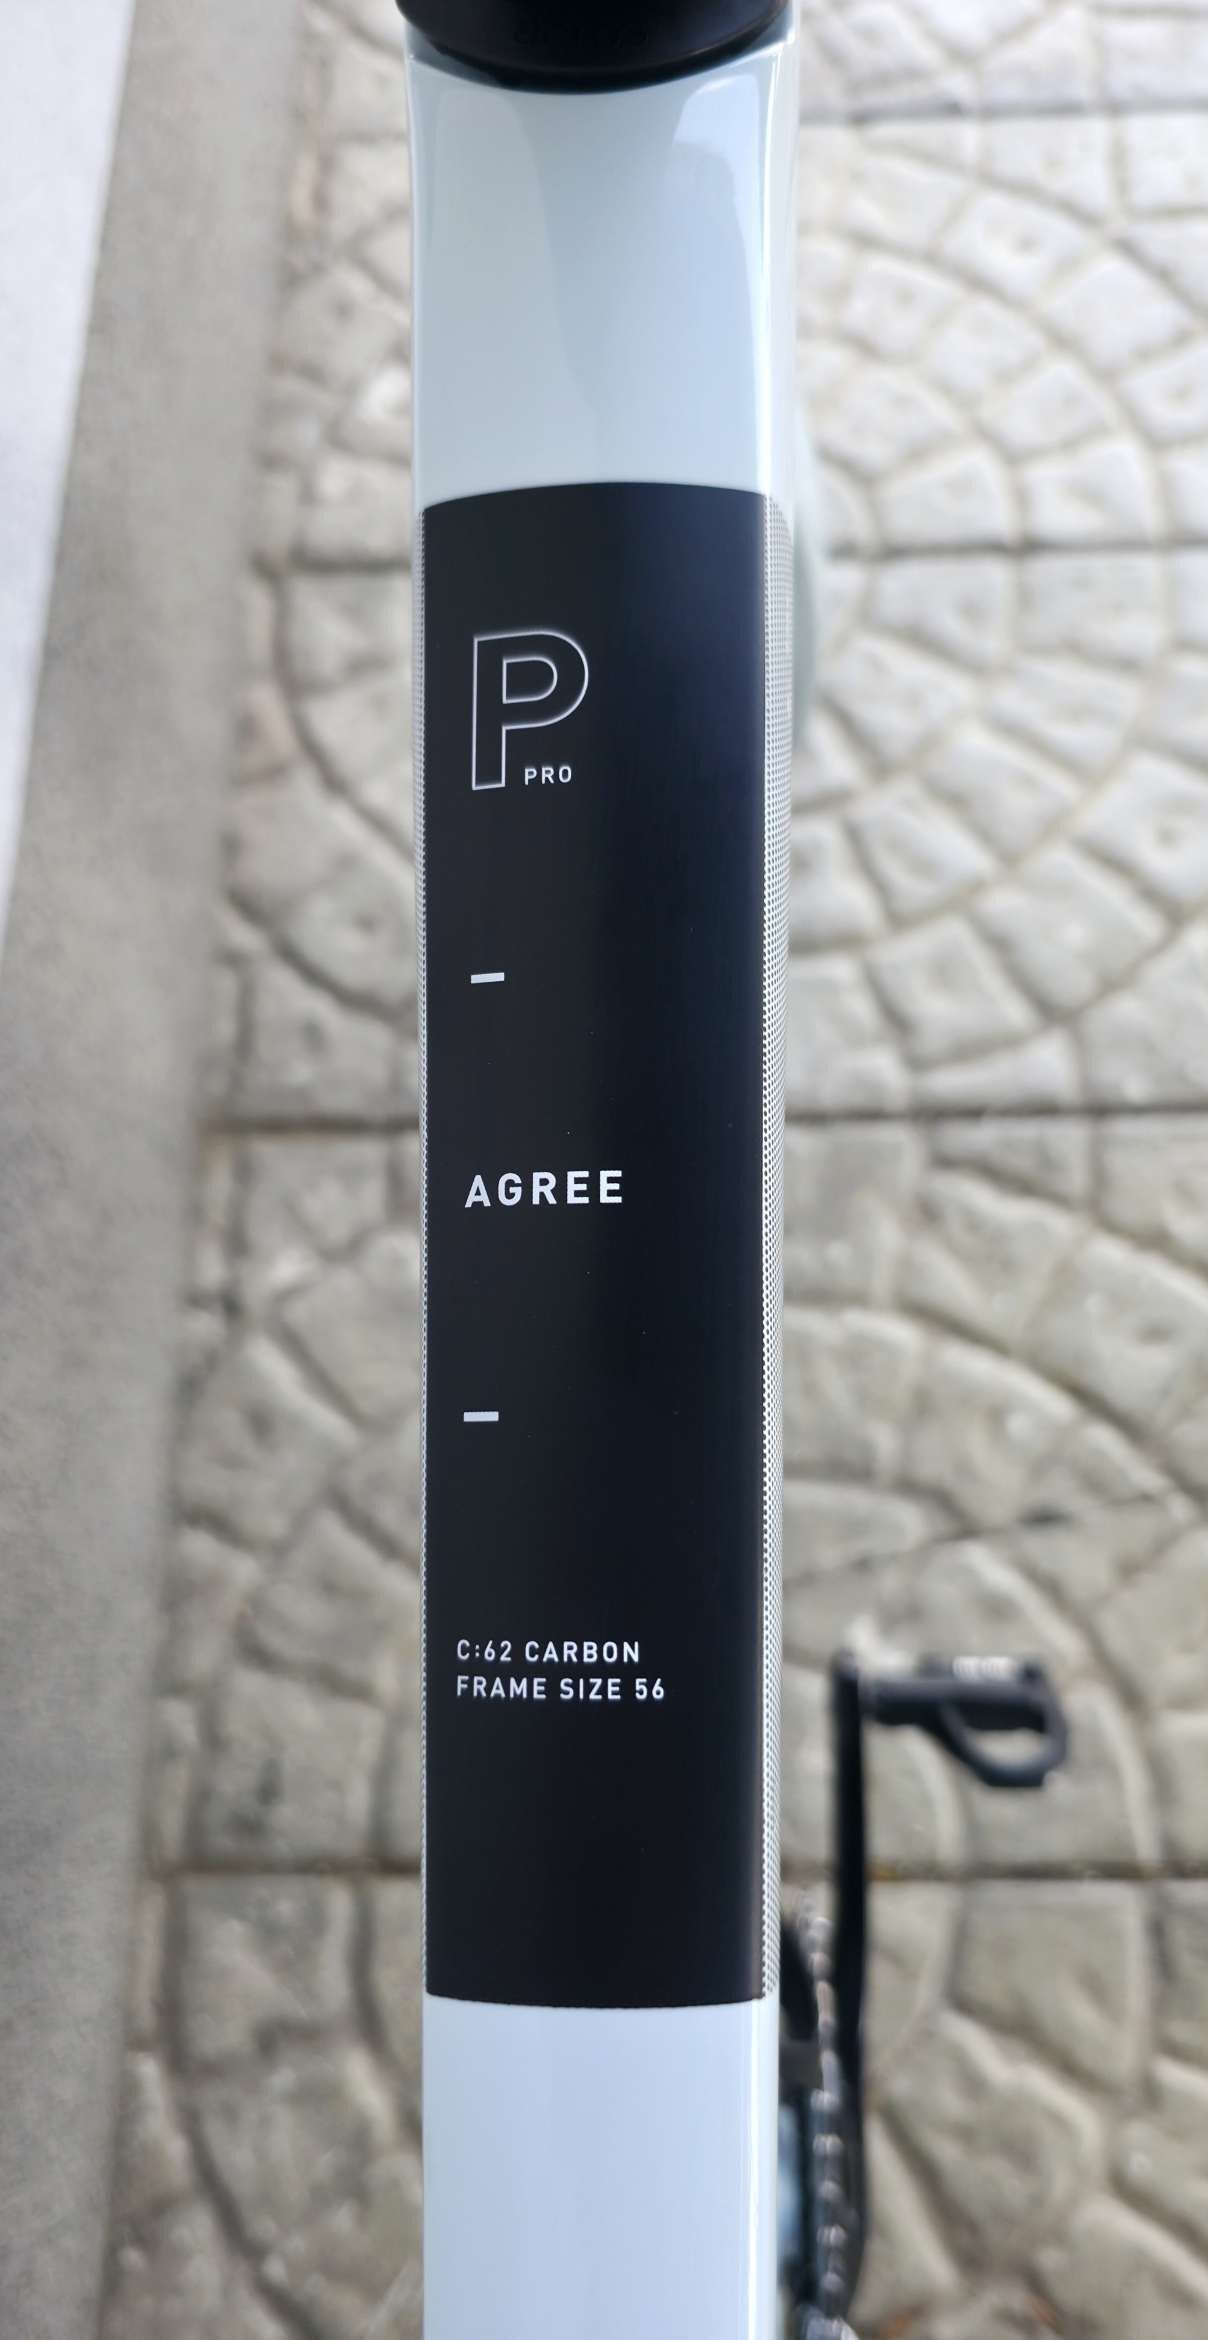 P PRO
–
AGREE
–
C:62 CARBON
FRAME SIZE 56